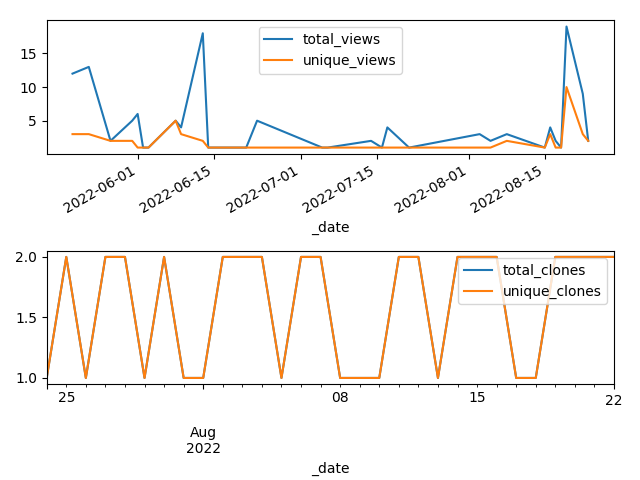 total_views
unique_views
15
10
5
2022-06-01
2022-06-15
2022-07-01
2022-07-15
2022-08-01
2022-08-15
_date
total_clones
unique_clones
2.0
1.5
1.0
25
08
15
22
Aug
2022
_date